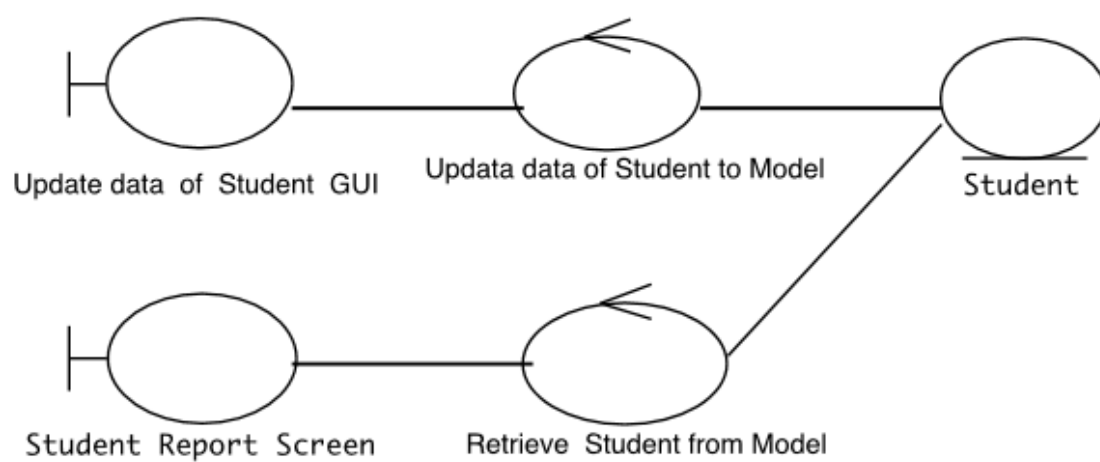 Update data of Student GUI
Updata data of Student to Model
Student
Student Report Screen
Retrieve Student from Model